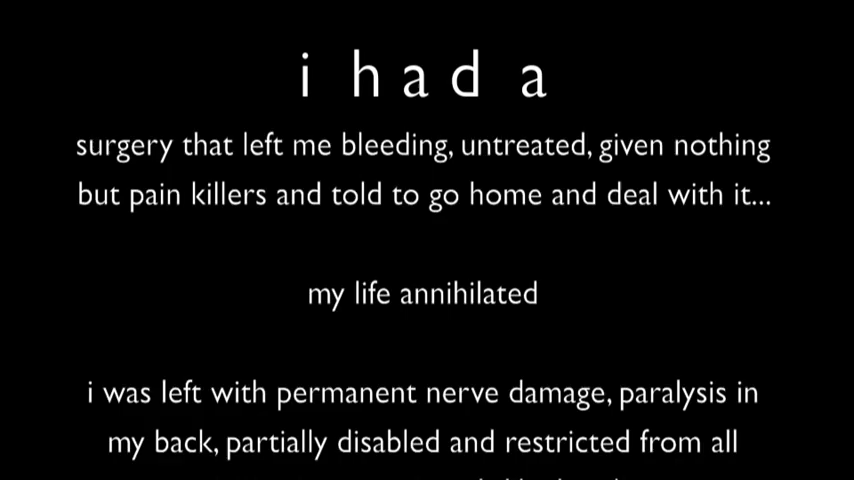 i had a
surgery that left me bleeding, untreated, given nothing
but pain killers and told to go home and deal with it...
my life annihilated
i was left with permanent nerve damage, paralysis in
my back, partially disabled and restricted from all